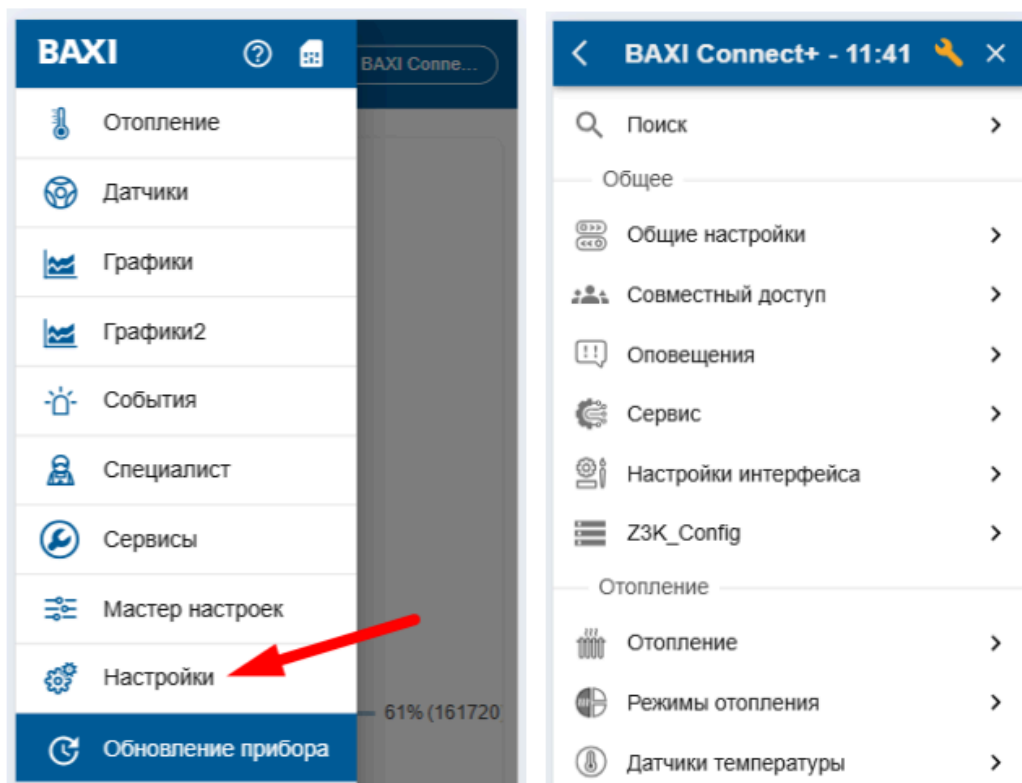 BAXI
BAXI Conne...
Отопление
Датчики
Графики
Графики2
События
Специалист
Сервисы
Мастер настроек
Настройки
61% (161720
Обновление прибора
BAXI Connect+ - 11:41
Поиск
Общее
Общие настройки
Совместный доступ
Оповещения
Сервис
Настройки интерфейса
Z3K_Config
Отопление
Отопление
Режимы отопления
Датчики температуры